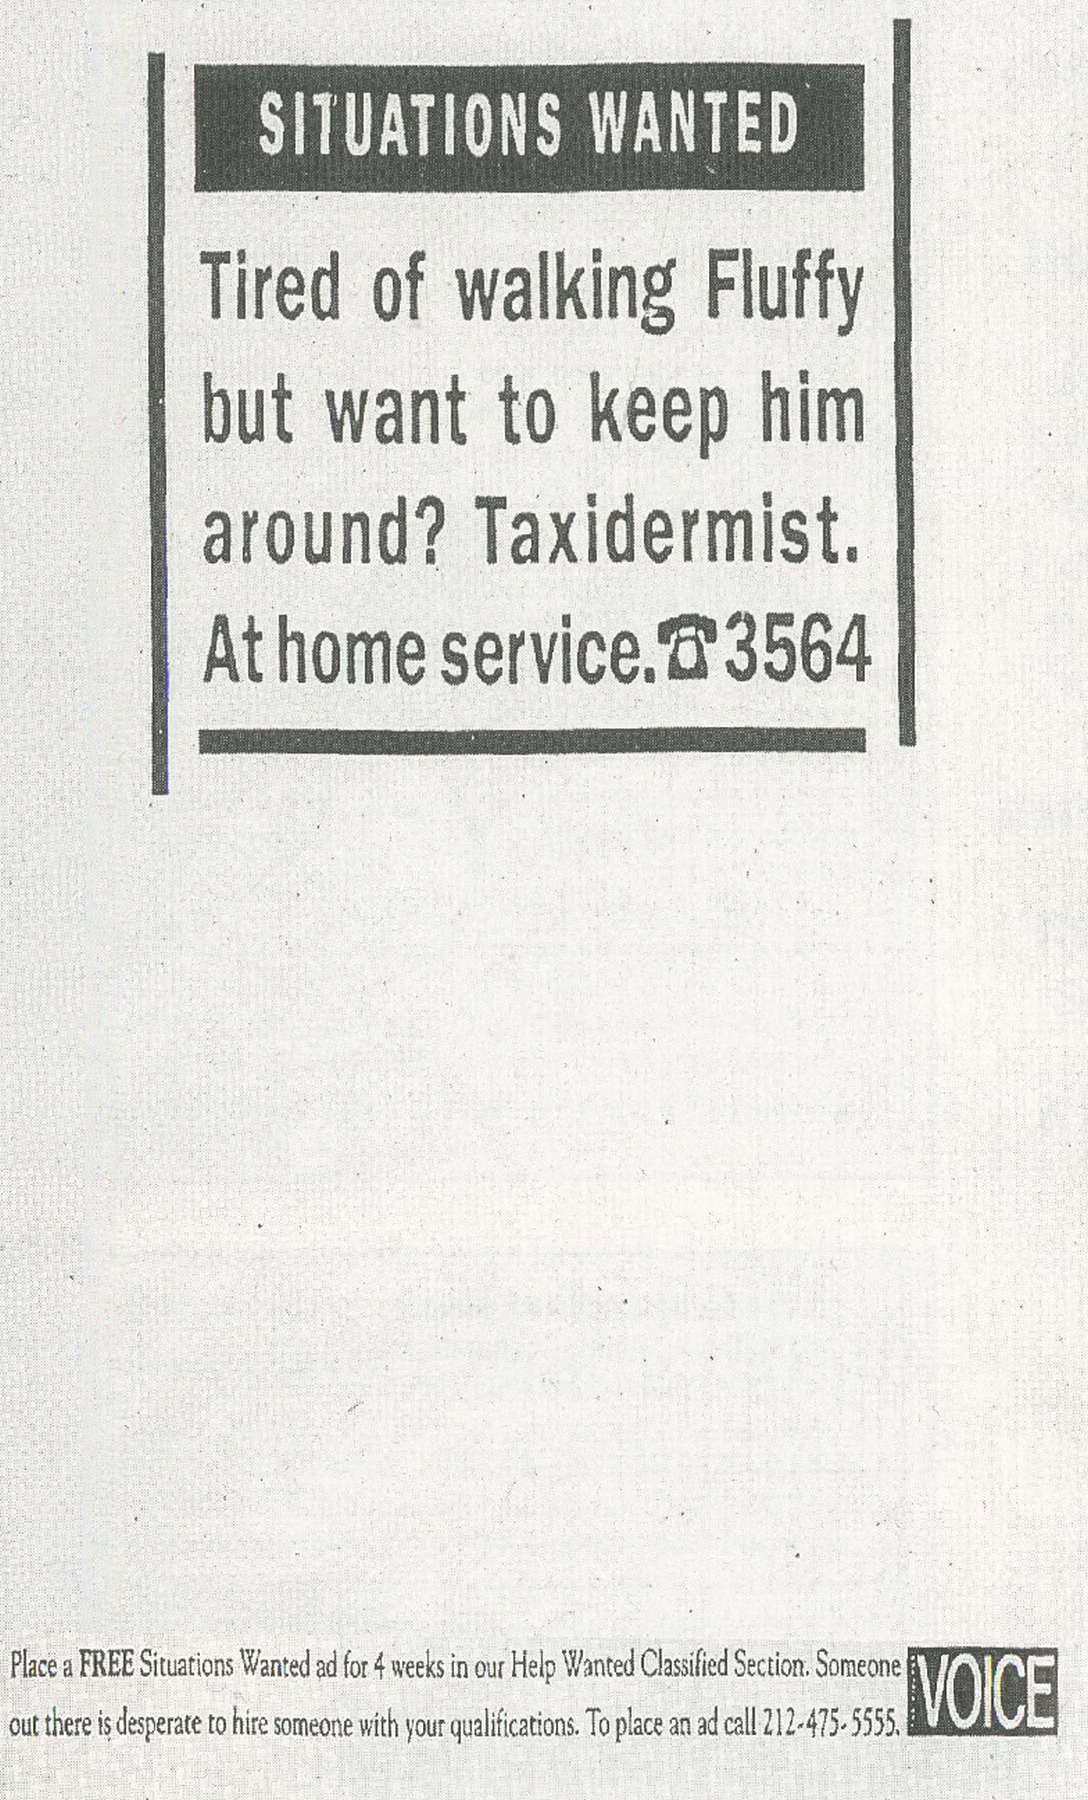 SITUATIONS WANTED
Tired of walking Fluffy
but want to keep him
around? Taxidermist.
At home service.☎3564
Place a FREE Situations Wanted ad for 4 weeks in our Help Wanted Classified Section. Someone
out there is desperate to hire someone with your qualifications. To place an ad call 212-475-5555.
VOICE